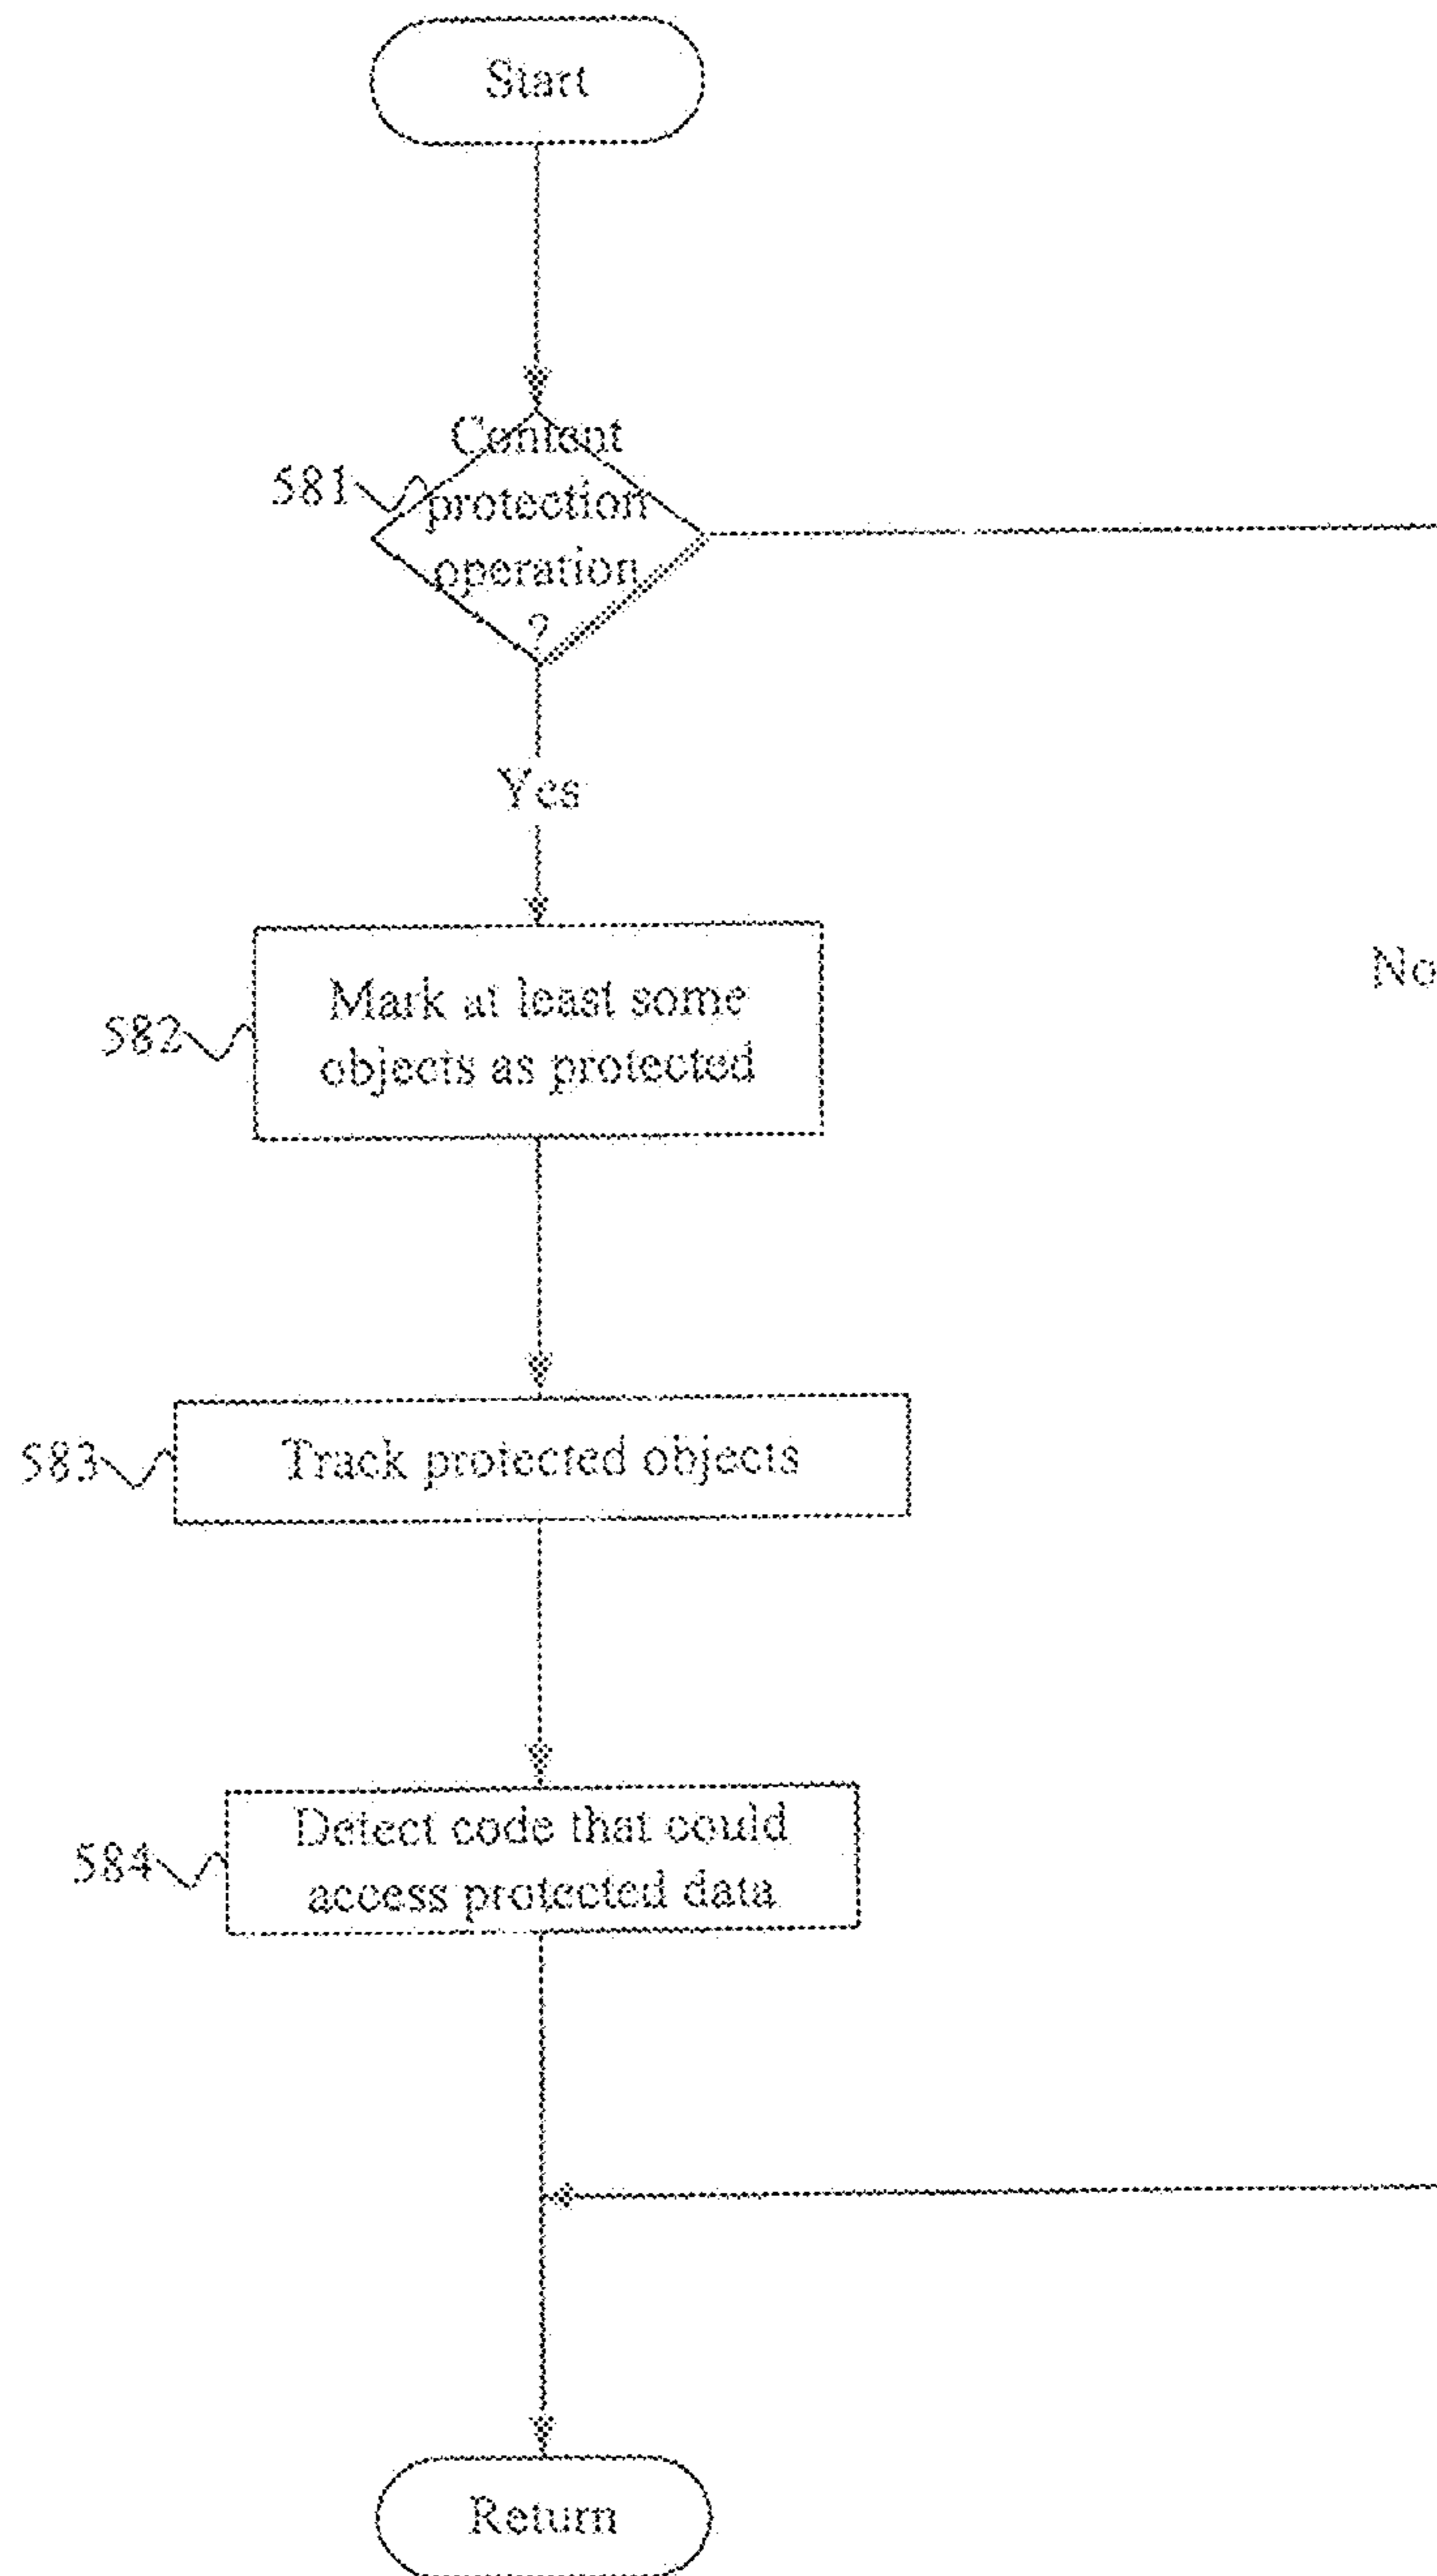 Start
Content
581
protection
operation
?
Yes
No
Mark at least some
582
objects as protected
583
Track protected objects
Detect code that could
584
access protected data
Return